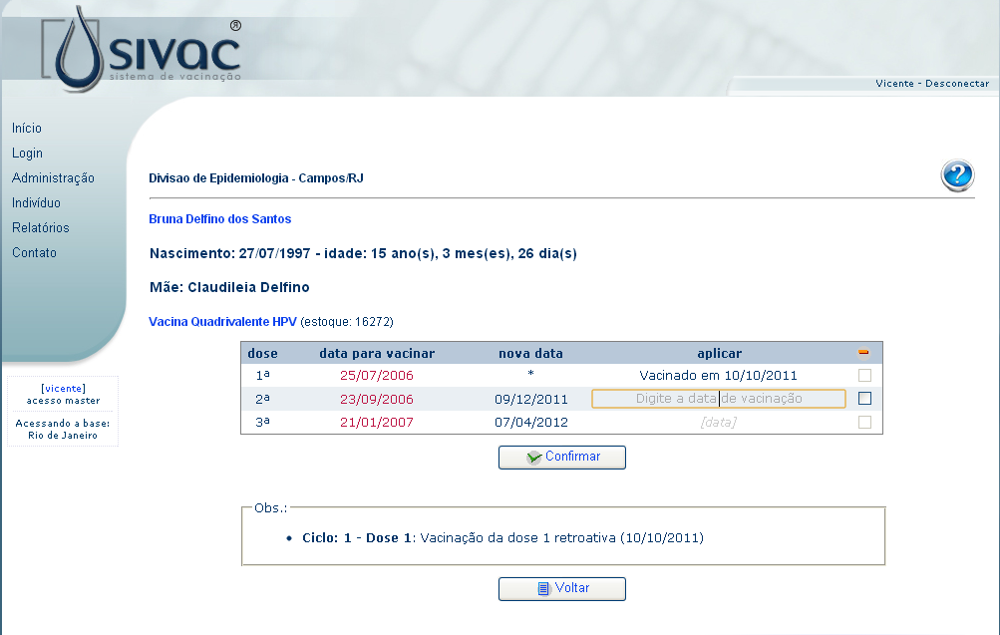 SIVAC®
sistema de vacinação
Vicente - Desconectar
Início
Login
Administração
Indivíduo
Relatórios
Contato
[vicente]
acesso master
Acessando a base:
Rio de Janeiro
Divisao de Epidemiologia - Campos/RJ
?
Bruna Delfino dos Santos
Nascimento: 27/07/1997 - idade: 15 ano(s), 3 mes(es), 26 dia(s)
Mãe: Claudileia Delfino
Vacina Quadrivalente HPV (estoque: 16272)
dose data para vacinar nova data aplicar
1ª 25/07/2006 * Vacinado em 10/10/2011
2ª 23/09/2006 09/12/2011 Digite a data de vacinação
3ª 21/01/2007 07/04/2012 [data]
Confirmar
Obs.:
• Ciclo: 1 - Dose 1: Vacinação da dose 1 retroativa (10/10/2011)
Voltar